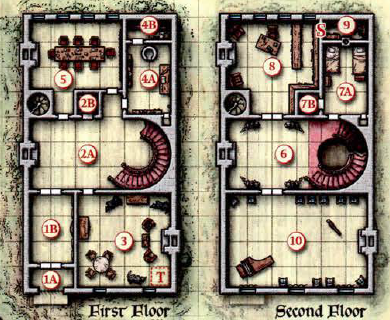 4B
5
4A
2B
2A
1B
3
1A
T
First Floor
S
9
8
7A
7B
6
10
Second Floor